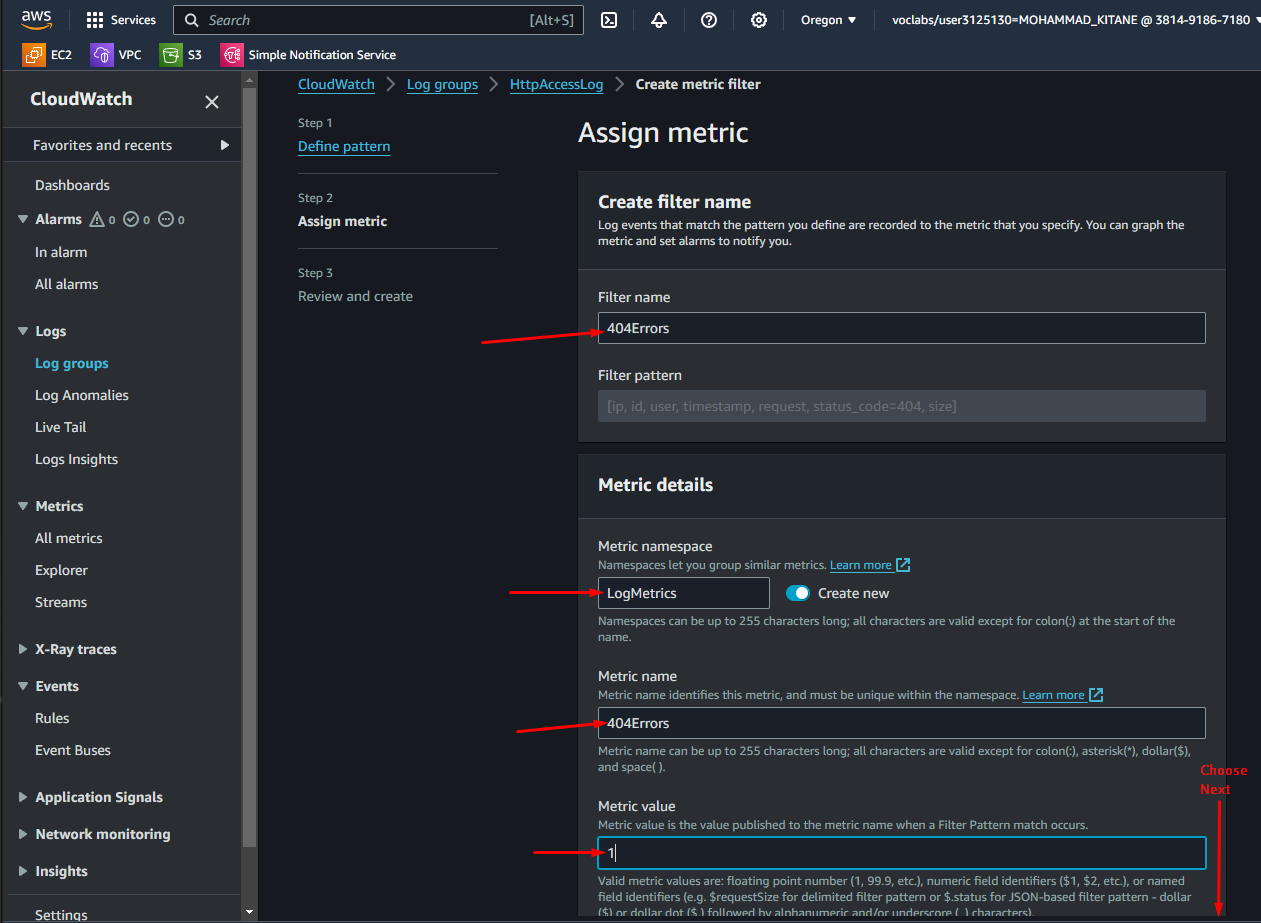 aws
Services
Search
[Alt+S]
Oregon
voclabs/user3125130=MOHAMMAD_KITANE @ 3814-9186-7180
EC2
VPC
S3
Simple Notification Service
CloudWatch
Favorites and recents
Dashboards
Alarms 0 0 0
In alarm
All alarms
Logs
Log groups
Log Anomalies
Live Tail
Logs Insights
Metrics
All metrics
Explorer
Streams
X-Ray traces
Events
Rules
Event Buses
Application Signals
Network monitoring
Insights
Settings
CloudWatch
Log groups
HttpAccessLog
Create metric filter
Step 1
Define pattern
Step 2
Assign metric
Step 3
Review and create
Assign metric
Create filter name
Log events that match the pattern you define are recorded to the metric that you specify. You can graph the
metric and set alarms to notify you.
Filter name
404Errors
Filter pattern
[ip, id, user, timestamp, request, status_code=404, size]
Metric details
Metric namespace
Namespaces let you group similar metrics. Learn more
LogMetrics
Create new
Namespaces can be up to 255 characters long; all characters are valid except for colon(:) at the start of the
name.
Metric name
Metric name identifies this metric, and must be unique within the namespace. Learn more
404Errors
Metric name can be up to 255 characters long; all characters are valid except for colon(:), asterisk(*), dollar($),
and space( ).
Choose
Next
Metric value
Metric value is the value published to the metric name when a Filter Pattern match occurs.
1
Valid metric values are: floating point number (1, 99.9, etc.), numeric field identifiers ($1, $2, etc.), or named
field identifiers (e.g. $requestSize for delimited filter pattern or $.status for JSON-based filter pattern - dollar
($) or dollar dot ($.) followed by alphanumeric and/or underscore (_) characters).